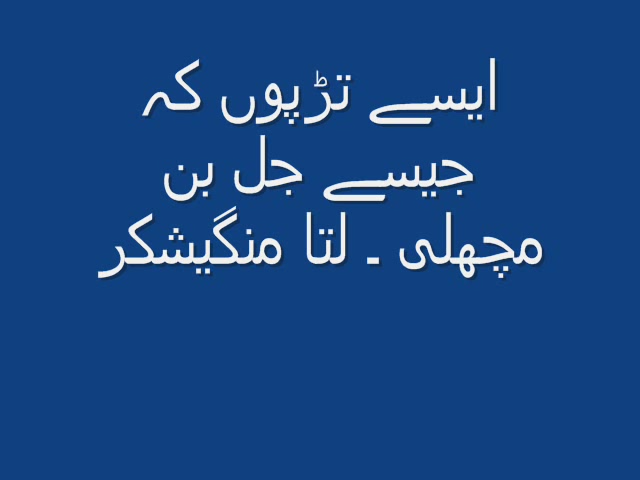 ایسے تڑپوں کہ
جیسے جل بن
مچھلی ۔ لتا منگیشکر